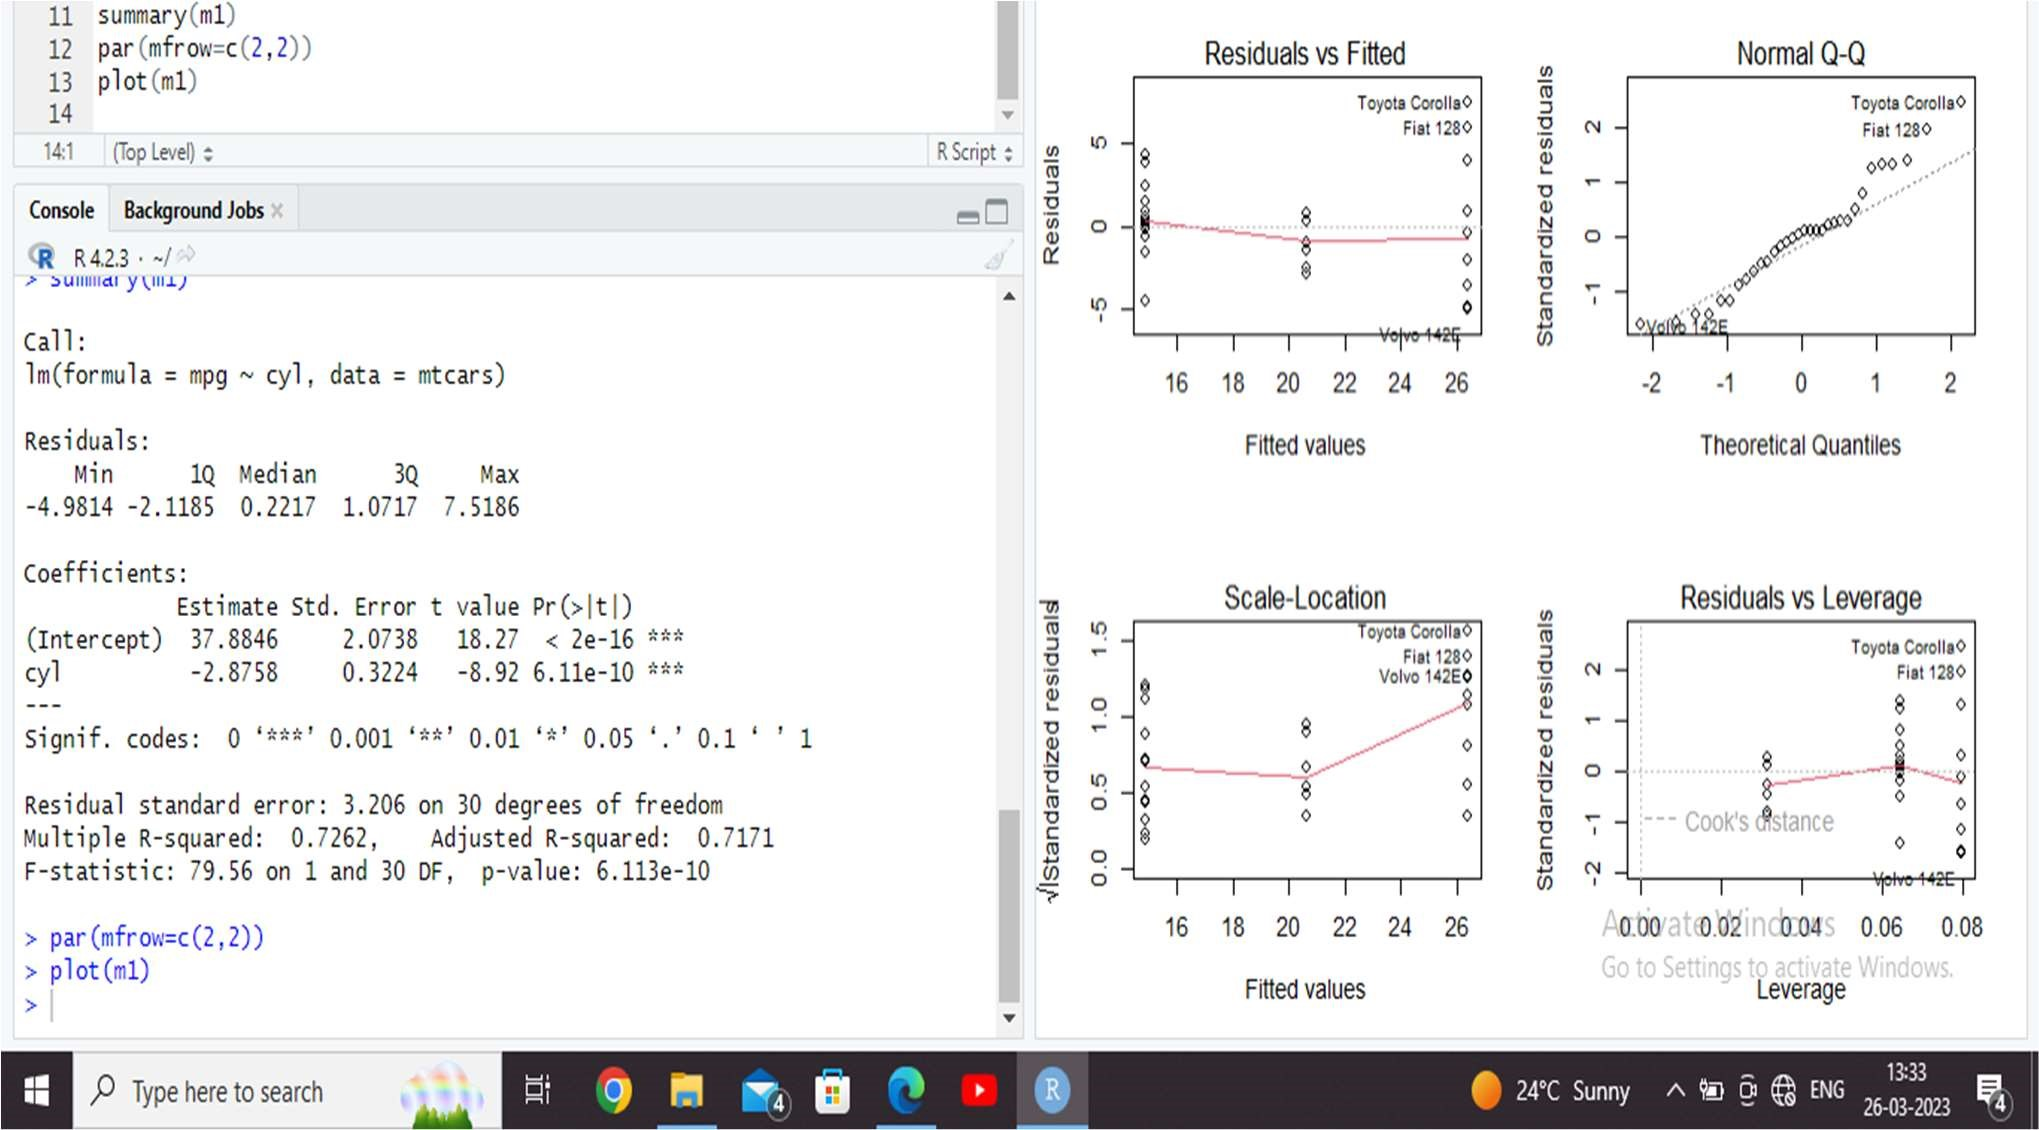 11 summary(m1)
12 par(mfrow=c(2,2))
13 plot(m1)
14
14:1 (Top Level) R Script
Console Background Jobs
R R 4.2.3 · ~/
> summary(m1)
Call:
lm(formula = mpg ~ cyl, data = mtcars)
Residuals:
Min 1Q Median 3Q Max
-4.9814 -2.1185 0.2217 1.0717 7.5186
Coefficients:
Estimate Std. Error t value Pr(>|t|)
(Intercept) 37.8846 2.0738 18.27 < 2e-16 ***
cyl -2.8758 0.3224 -8.92 6.11e-10 ***
---
Signif. codes: 0 ‘***’ 0.001 ‘**’ 0.01 ‘*’ 0.05 ‘.’ 0.1 ‘ ’ 1
Residual standard error: 3.206 on 30 degrees of freedom
Multiple R-squared: 0.7262, Adjusted R-squared: 0.7171
F-statistic: 79.56 on 1 and 30 DF, p-value: 6.113e-10
> par(mfrow=c(2,2))
> plot(m1)
>
Residuals vs Fitted
Residuals
5
0
-5
Toyota Corolla
Fiat 128
Volvo 142E
16 18 20 22 24 26
Fitted values
Normal Q-Q
Standardized residuals
2
1
0
-1
Toyota Corolla
Fiat 128
Volvo 142E
-2 -1 0 1 2
Theoretical Quantiles
Scale-Location
√|Standardized residuals|
1.5
1.0
0.5
0.0
Toyota Corolla
Fiat 128
Volvo 142E
16 18 20 22 24 26
Fitted values
Residuals vs Leverage
Standardized residuals
2
1
0
-1
-2
Toyota Corolla
Fiat 128
Cook's distance
Volvo 142E
0.00 0.02 0.04 0.06 0.08
Leverage
Activate Windows
Go to Settings to activate Windows.
Type here to search
4
R
24°C Sunny
ENG
13:33
26-03-2023
4